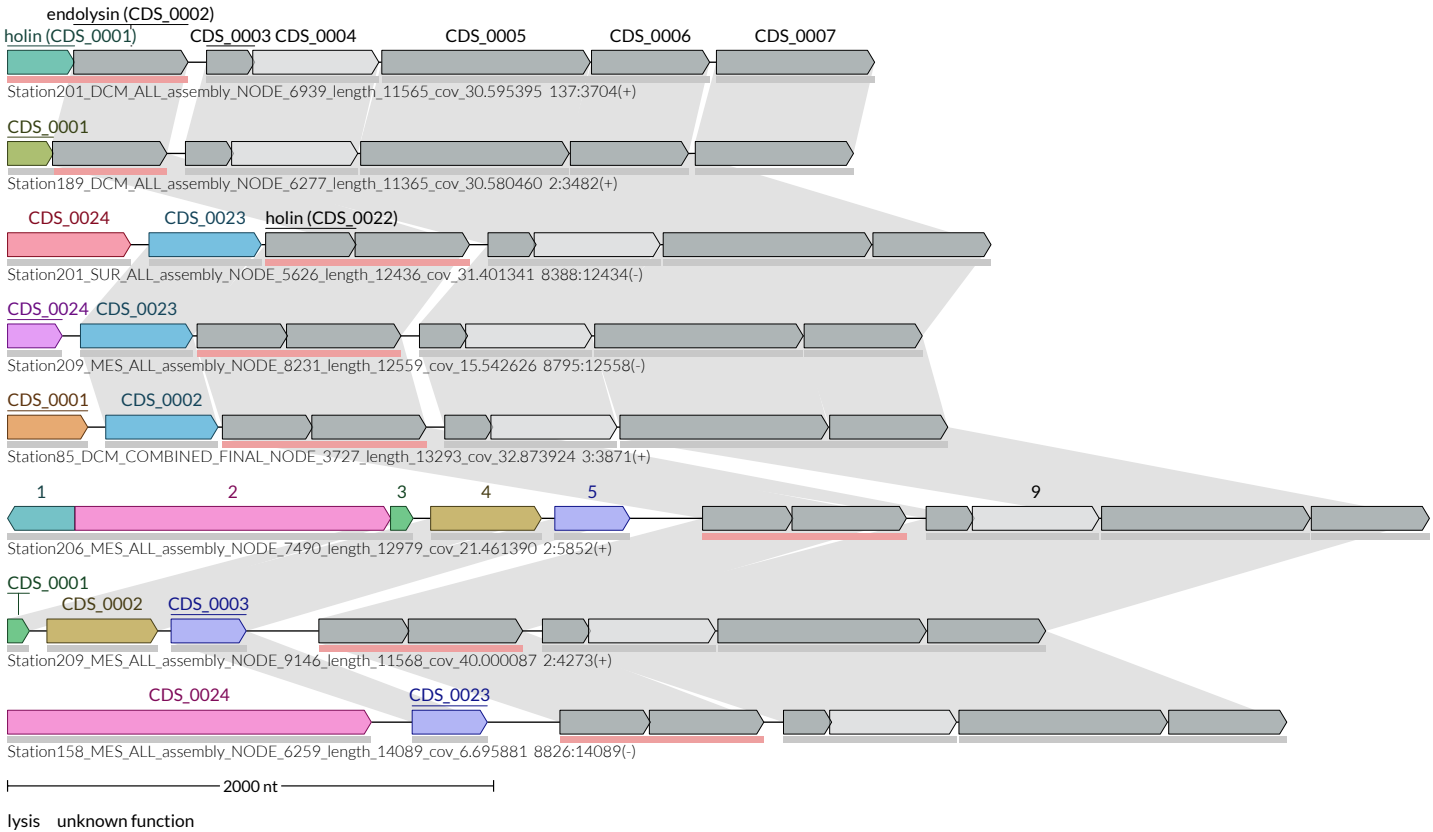 endolysin (CDS_0002)
holin (CDS_0001) CDS_0003 CDS_0004 CDS_0005 CDS_0006 CDS_0007
Station201_DCM_ALL_assembly_NODE_6939_length_11565_cov_30.595395 137:3704(+)
CDS_0001
Station189_DCM_ALL_assembly_NODE_6277_length_11365_cov_30.580460 2:3482(+)
CDS_0024 CDS_0023 holin (CDS_0022)
Station201_SUR_ALL_assembly_NODE_5626_length_12436_cov_31.401341 8388:12434(-)
CDS_0024 CDS_0023
Station209_MES_ALL_assembly_NODE_8231_length_12559_cov_15.542626 8795:12558(-)
CDS_0001 CDS_0002
Station85_DCM_COMBINED_FINAL_NODE_3727_length_13293_cov_32.873924 3:3871(+)
1 2 3 4 5 9
Station206_MES_ALL_assembly_NODE_7490_length_12979_cov_21.461390 2:5852(+)
CDS_0001
CDS_0002 CDS_0003
Station209_MES_ALL_assembly_NODE_9146_length_11568_cov_40.000087 2:4273(+)
CDS_0024 CDS_0023
Station158_MES_ALL_assembly_NODE_6259_length_14089_cov_6.695881 8826:14089(-)
2000 nt
lysis unknown function